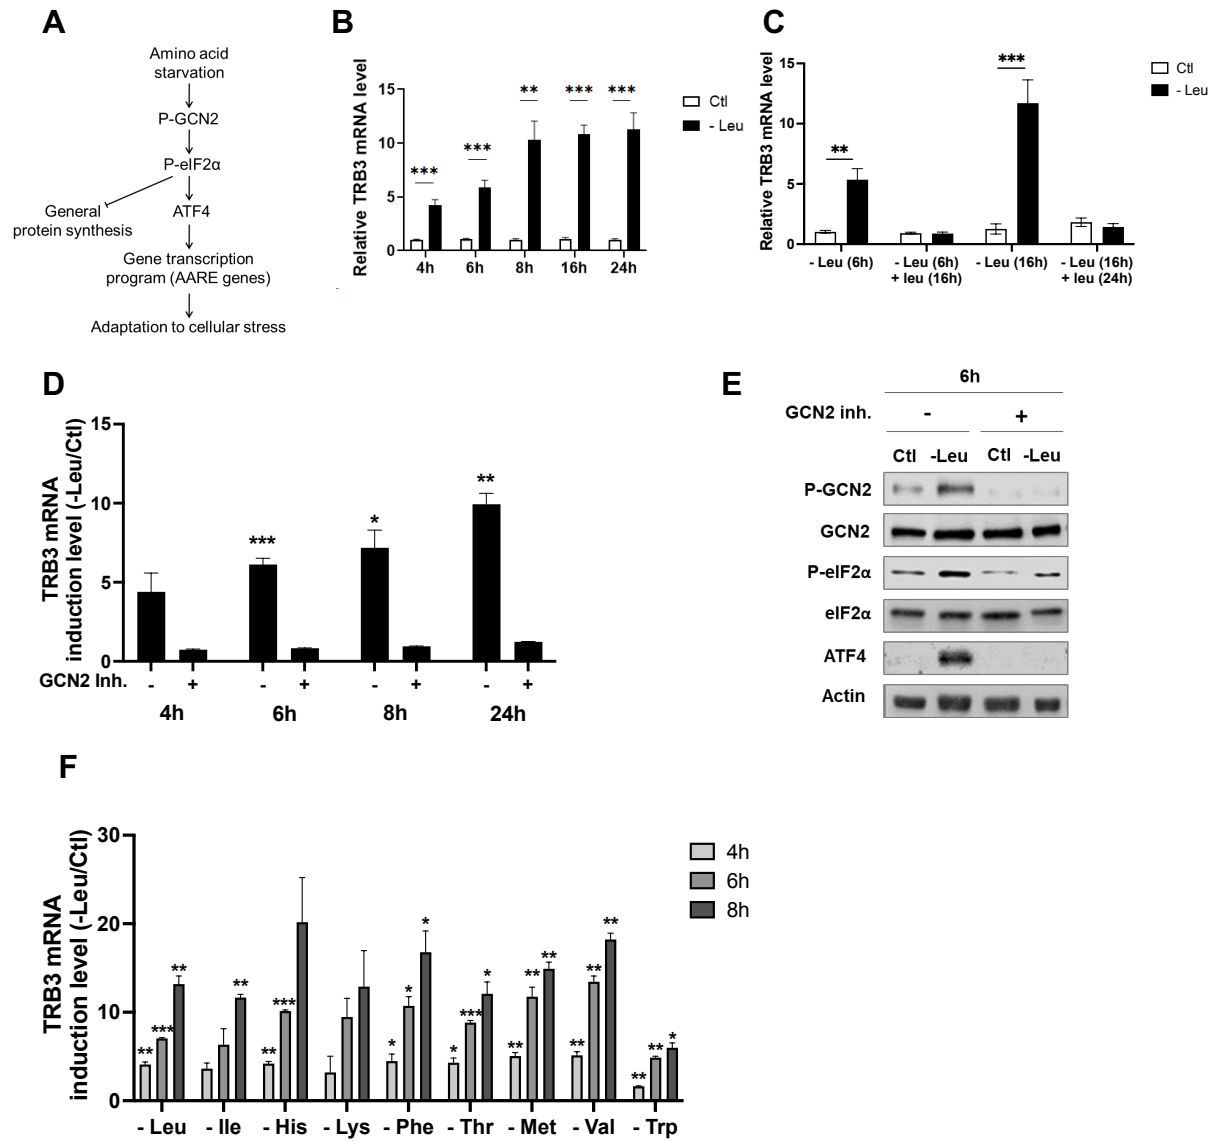 A
Amino acid
starvation
P-GCN2
P-eIF2α
General
protein synthesis
ATF4
Gene transcription
program (AARE genes)
Adaptation to cellular stress
B
Relative TRB3 mRNA level
15
10
5
0
***
***
**
***
***
4h
6h
8h
16h
24h
Ctl
- Leu
C
Relative TRB3 mRNA level
15
10
5
0
**
***
- Leu (6h)
- Leu (6h)
+ leu (16h)
- Leu (16h)
- Leu (16h)
+ leu (24h)
Ctl
- Leu
D
TRB3 mRNA
induction level (-Leu/Ctl)
15
10
5
0
***
*
**
GCN2 Inh.
- + - + - + - +
4h
6h
8h
24h
E
6h
GCN2 inh.
- +
Ctl -Leu Ctl -Leu
P-GCN2
GCN2
P-eIF2α
eIF2α
ATF4
Actin
F
TRB3 mRNA
induction level (-Leu/Ctl)
30
20
10
0
** *** **
**
** ***
* * *
* *** *
** ** **
** ** **
** ** *
- Leu
- Ile
- His
- Lys
- Phe
- Thr
- Met
- Val
- Trp
4h
6h
8h